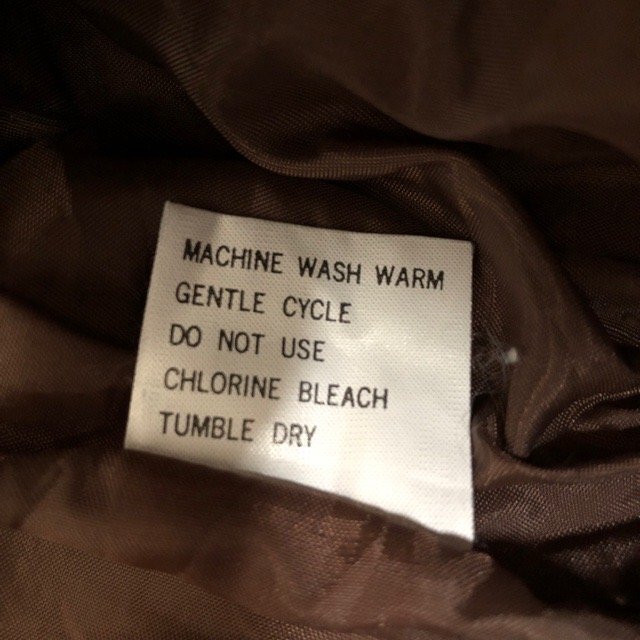 MACHINE WASH WARM
GENTLE CYCLE
DO NOT USE
CHLORINE BLEACH
TUMBLE DRY